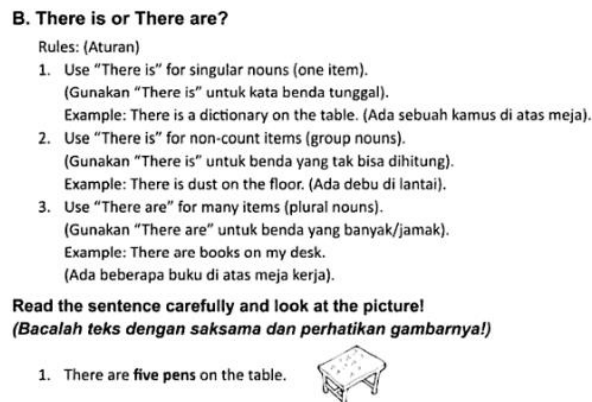 B. There is or There are?
Rules: (Aturan)
1. Use “There is” for singular nouns (one item).
(Gunakan “There is” untuk kata benda tunggal).
Example: There is a dictionary on the table. (Ada sebuah kamus di atas meja).
2. Use “There is” for non-count items (group nouns).
(Gunakan “There is” untuk benda yang tak bisa dihitung).
Example: There is dust on the floor. (Ada debu di lantai).
3. Use “There are” for many items (plural nouns).
(Gunakan “There are” untuk benda yang banyak/jamak).
Example: There are books on my desk.
(Ada beberapa buku di atas meja kerja).
Read the sentence carefully and look at the picture!
(Bacalah teks dengan saksama dan perhatikan gambarnya!)
1. There are five pens on the table.